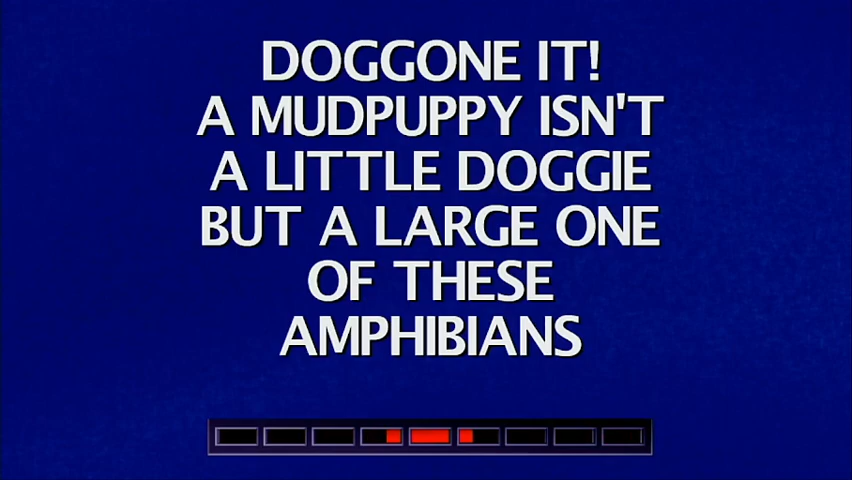 DOGGONE IT!
A MUDPUPPY ISN'T
A LITTLE DOGGIE
BUT A LARGE ONE
OF THESE
AMPHIBIANS